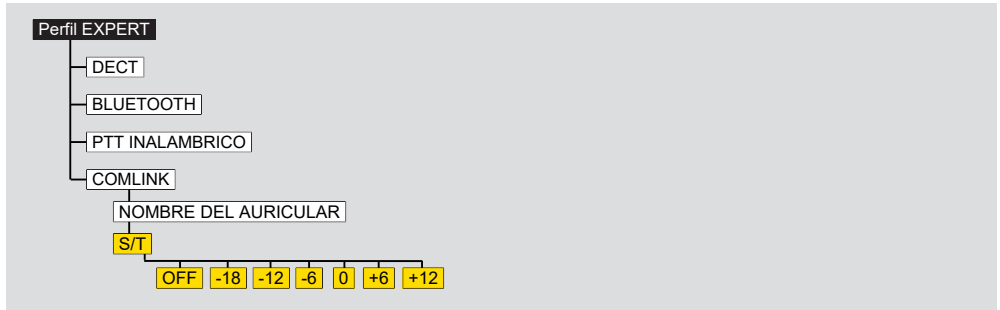 Perfil EXPERT
DECT
BLUETOOTH
PTT INALAMBRICO
COMLINK
NOMBRE DEL AURICULAR
S/T
OFF -18 -12 -6 0 +6 +12